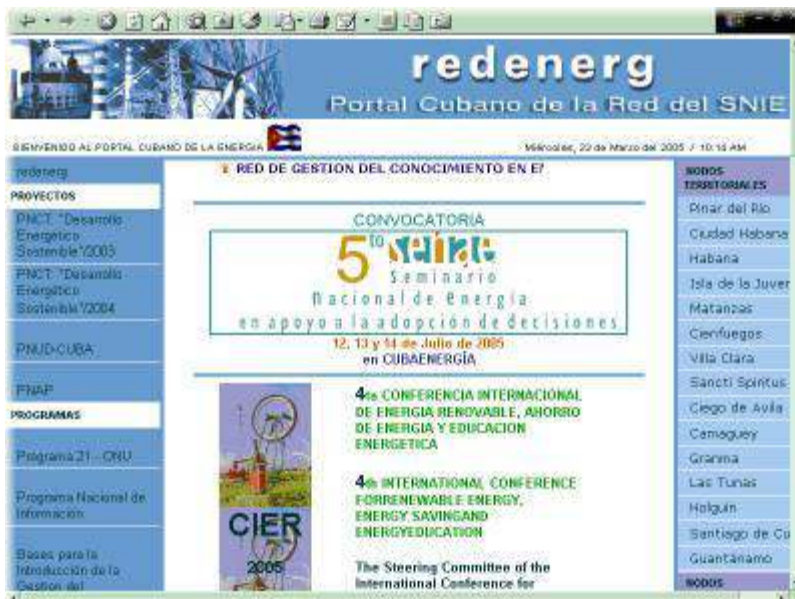 redenerg
Portal Cubano de la Red del SNIE
BIENVENIDO AL PORTAL CUBANO DE LA ENERGIA
Miércoles, 23 de Marzo del 2005 / 10:14 AM
redenerg
PROYECTOS
PNCT: "Desarrollo
Energético
Sostenible"/2003
PNCT: "Desarrollo
Energético
Sostenible"/2004
PNUD-CUBA
PNAP
PROGRAMAS
Programa 21 - ONU
Programa Nacional de
Información
Bases para la
Introducción de la
Gestion del
RED DE GESTION DEL CONOCIMIENTO EN E
CONVOCATORIA
5to senae
Seminario
Nacional de Energía
en apoyo a la adopción de decisiones
12, 13 y 14 de Julio de 2005
en CUBAENERGÍA
CIER
2005
4ta CONFERENCIA INTERNACIONAL
DE ENERGIA RENOVABLE, AHORRO
DE ENERGIA Y EDUCACION
ENERGETICA
4th INTERNATIONAL CONFERENCE
FORRENEWABLE ENERGY,
ENERGY SAVINGAND
ENERGYEDUCATION
The Steering Committee of the
International Conference for
NODOS
TERRITORIALES
Pinar del Rio
Ciudad Habana
Habana
Isla de la Juven
Matanzas
Cienfuegos
Villa Clara
Sancti Spiritus
Ciego de Avila
Camaguey
Granma
Las Tunas
Holguin
Santiago de Cu
Guantánamo
NODOS